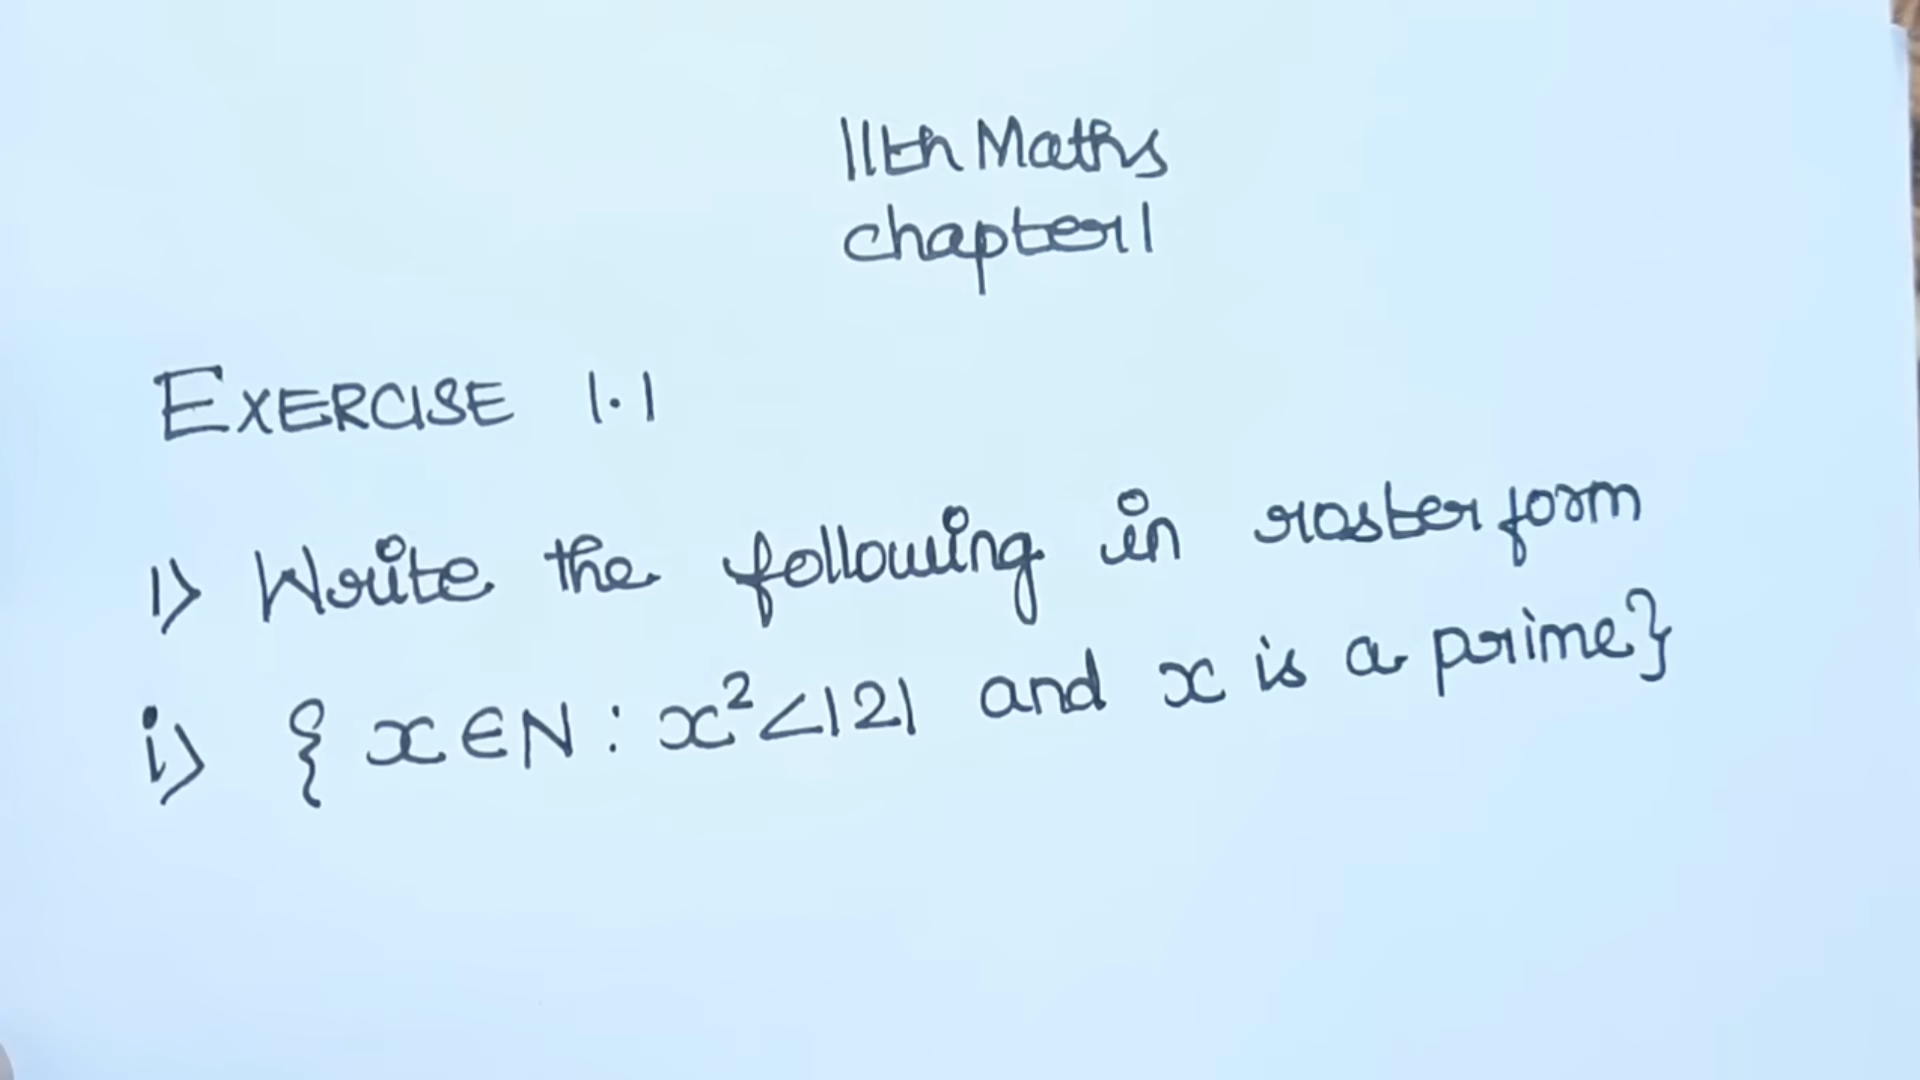 11th Maths
chapter 1
EXERCISE 1.1
1) Write the following in roster form
i) { x ∈ N : x² < 121 and x is a prime}